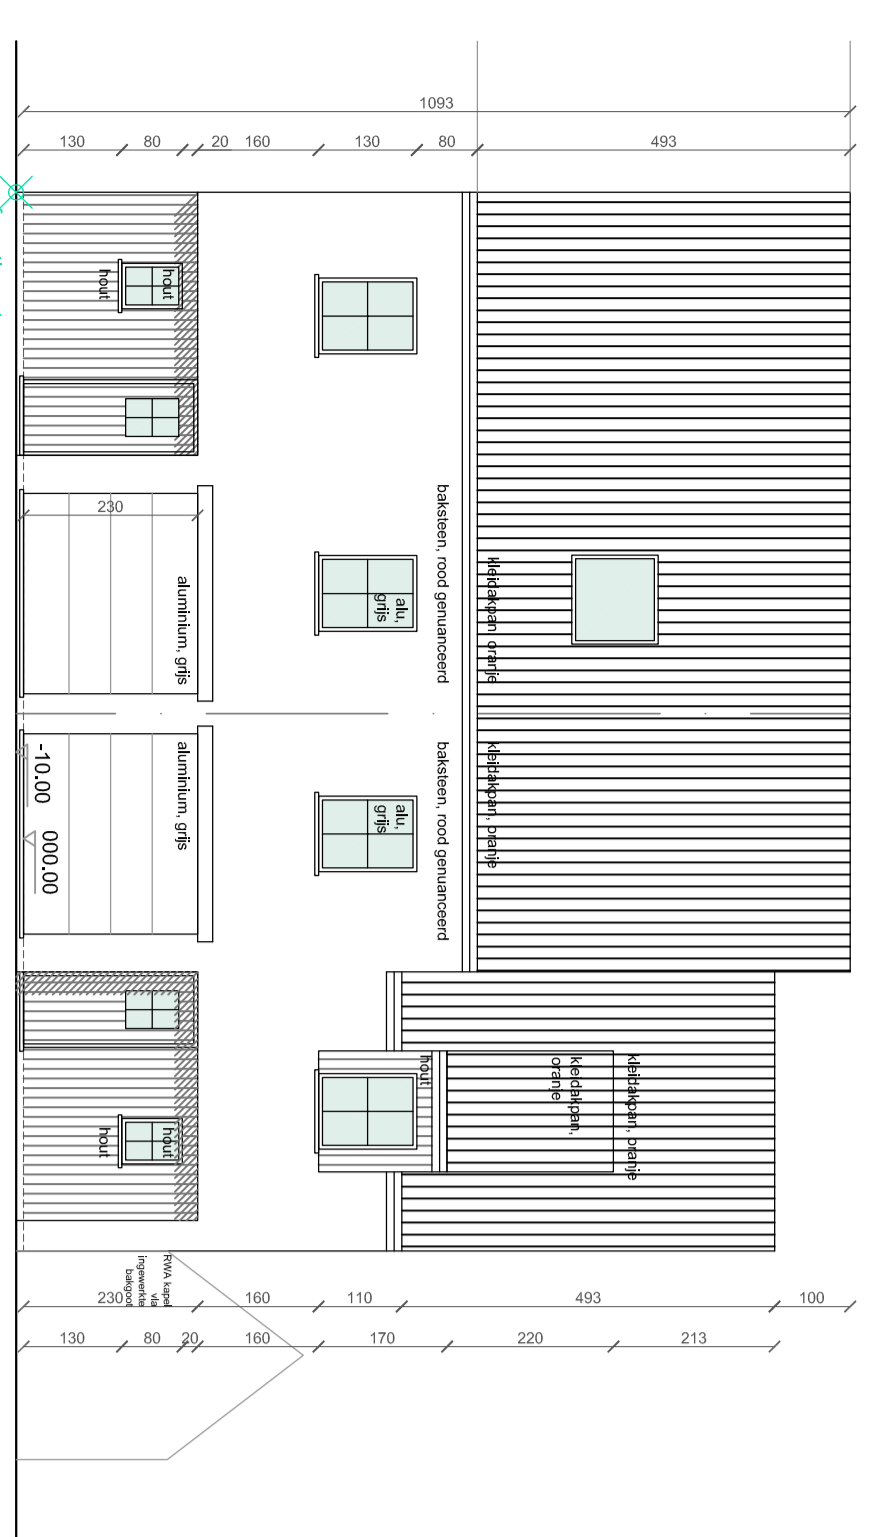 1093
130
80
20
160
130
80
493
hout
hout
230
aluminium, grijs
alu,
grijs
baksteen, rood genuanceerd
kleidakpan, oranje
-10.00
000.00
aluminium, grijs
alu,
grijs
baksteen, rood genuanceerd
kleidakpan, oranje
hout
hout
hout
kleidakpan,
oranje
kleidakpan, oranje
RWA kapel
via
ingewerkte
bakgoot
230
160
110
493
100
130
80
20
160
170
220
213